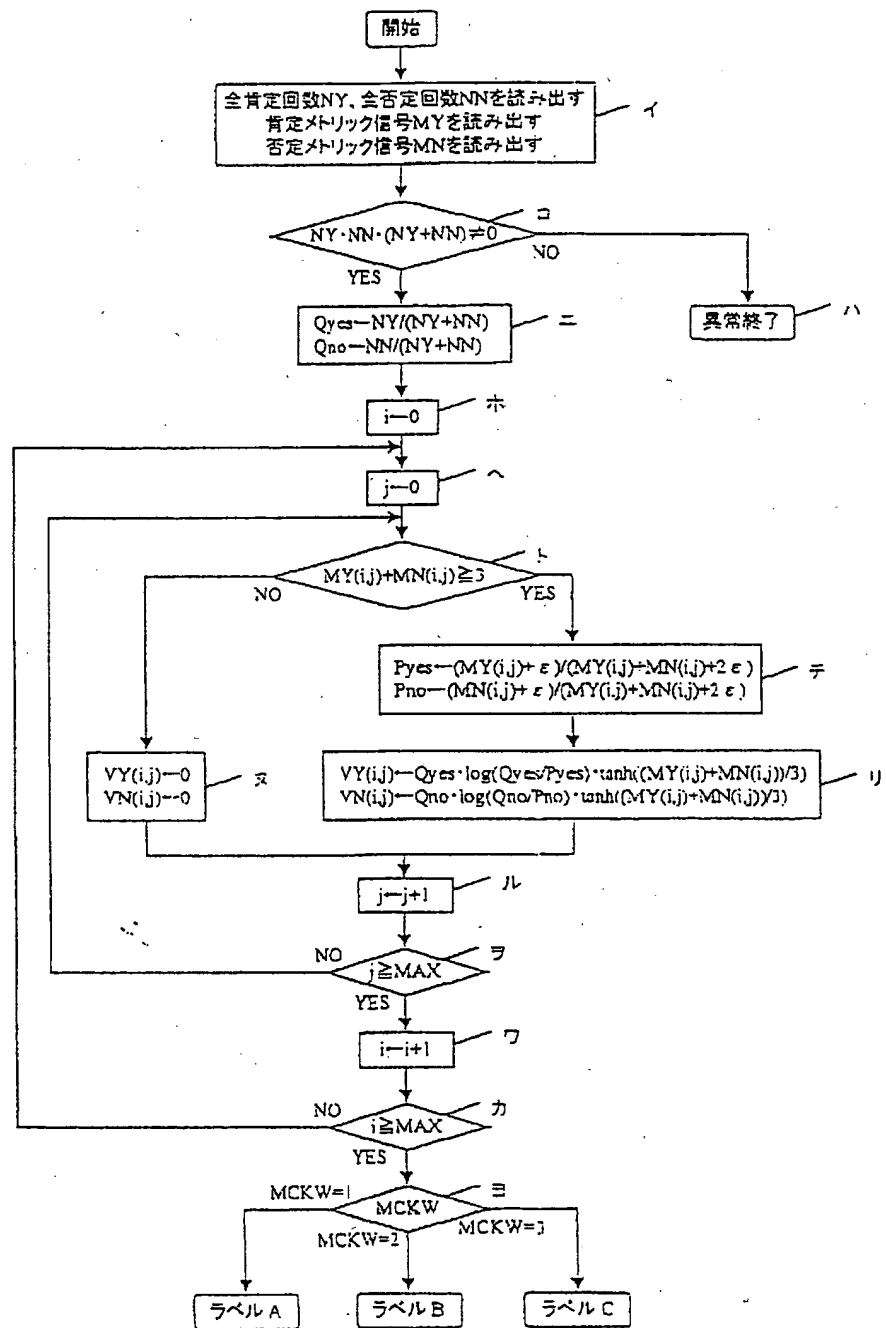 開始
全肯定回数NY、全否定回数NNを読み出す
肯定メトリック信号MYを読み出す
否定メトリック信号MNを読み出す
イ
NY・NN・(NY+NN)≠0
コ
YES
NO
Qyes←NY/(NY+NN)
Qno←NN/(NY+NN)
ニ
異常終了
ハ
i←0
ホ
j←0
ヘ
MY(i,j)+MN(i,j)≧3
ト
NO
YES
Pyes←(MY(i,j)+ε)/(MY(i,j)+MN(i,j)+2ε)
Pno←(MN(i,j)+ε)/(MY(i,j)+MN(i,j)+2ε)
チ
VY(i,j)←0
VN(i,j)←0
ヌ
VY(i,j)←Qyes・log(Qyes/Pyes)・tanh((MY(i,j)+MN(i,j))/3)
VN(i,j)←Qno・log(Qno/Pno)・tanh((MY(i,j)+MN(i,j))/3)
リ
j←j+1
ル
NO
j≧MAX
ヲ
YES
i←i+1
ワ
NO
i≧MAX
カ
YES
MCKW=1
MCKW
ヨ
MCKW=2
MCKW=3
ラベル A
ラベル B
ラベル C